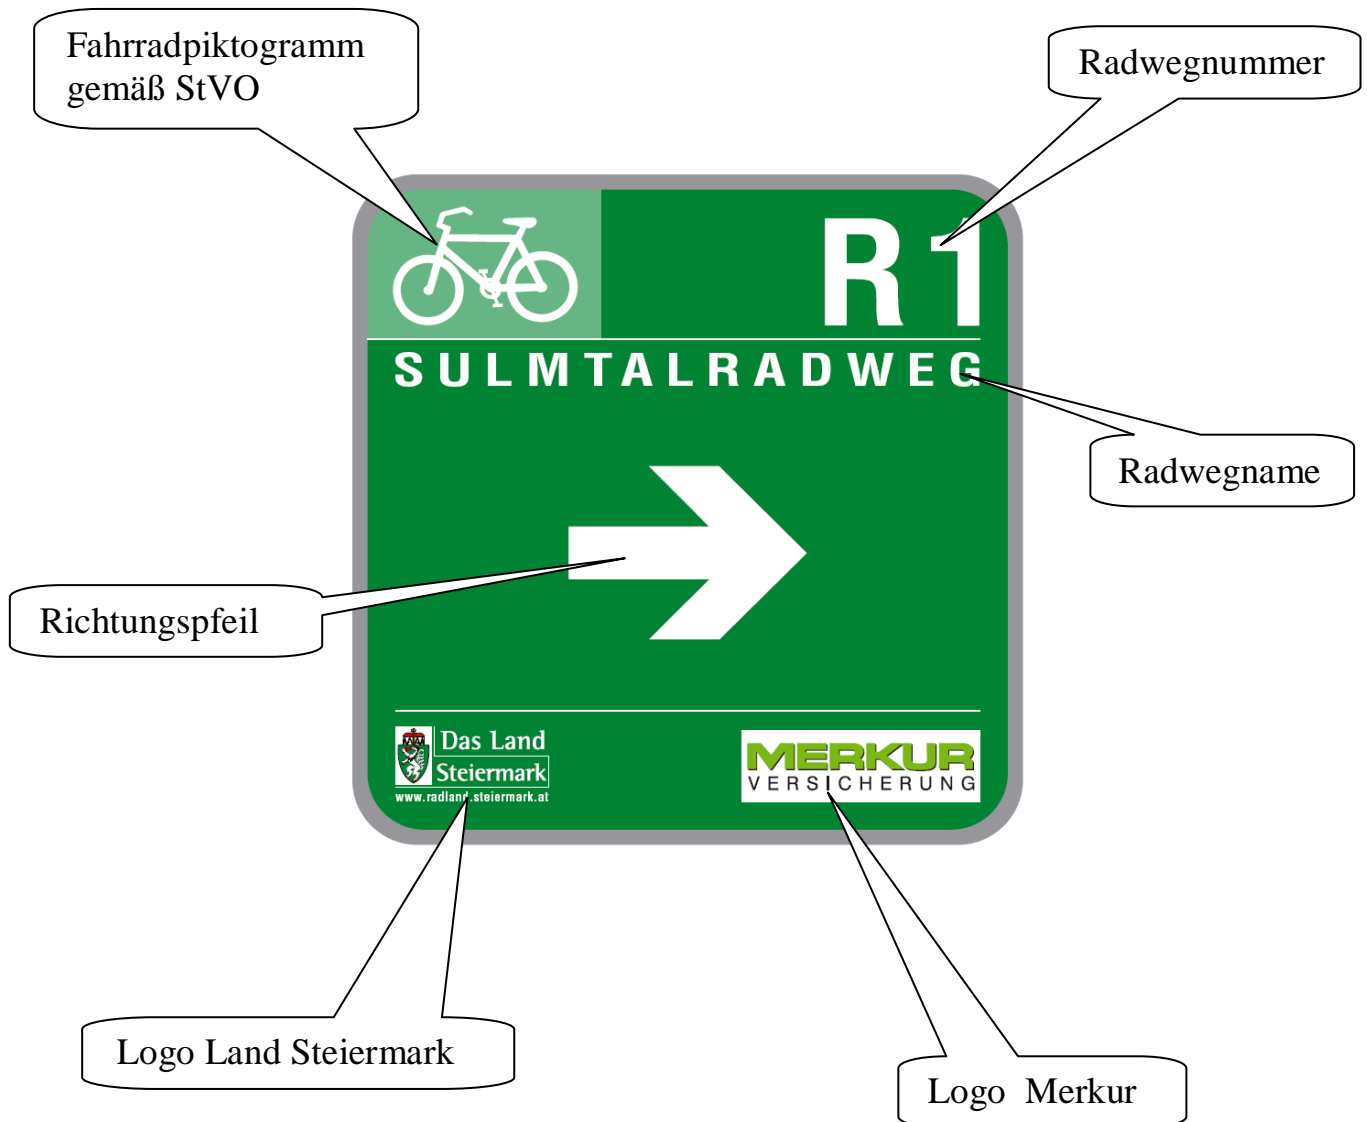 Fahrradpiktogramm
gemäß StVO
Radwegnummer
R 1
SULMTALRADWEG
Radwegname
Richtungspfeil
Das Land
Steiermark
www.radland.steiermark.at
MERKUR
VERSICHERUNG
Logo Land Steiermark
Logo Merkur